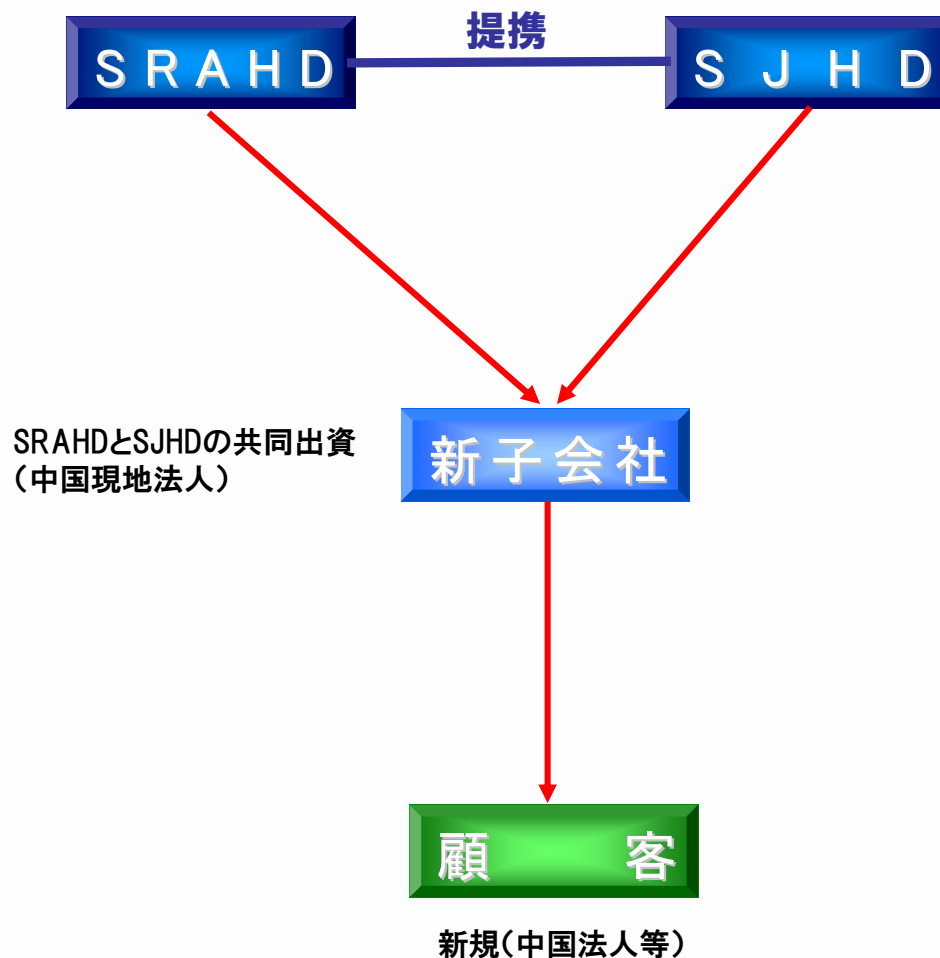 提携
SRAHD
SJHD
SRAHDとSJHDの共同出資
（中国現地法人）
新子会社
顧客
新規（中国法人等）